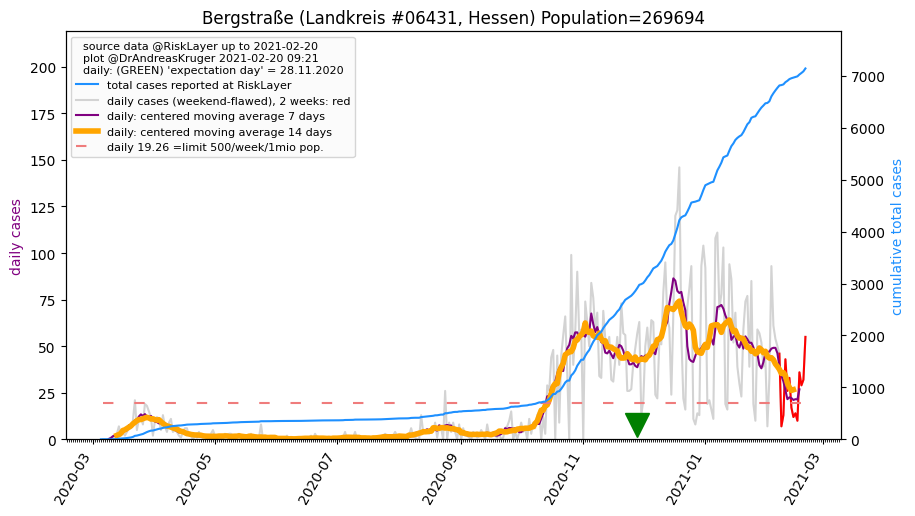 Bergstraße (Landkreis #06431, Hessen) Population=269694
source data @RiskLayer up to 2021-02-20
plot @DrAndreasKruger 2021-02-20 09:21
daily: (GREEN) 'expectation day' = 28.11.2020
total cases reported at RiskLayer
daily cases (weekend-flawed), 2 weeks: red
daily: centered moving average 7 days
daily: centered moving average 14 days
daily 19.26 =limit 500/week/1mio pop.
daily cases
200
175
150
125
100
75
50
25
0
7000
6000
5000
4000
3000
2000
1000
0
cumulative total cases
2020-03
2020-05
2020-07
2020-09
2020-11
2021-01
2021-03